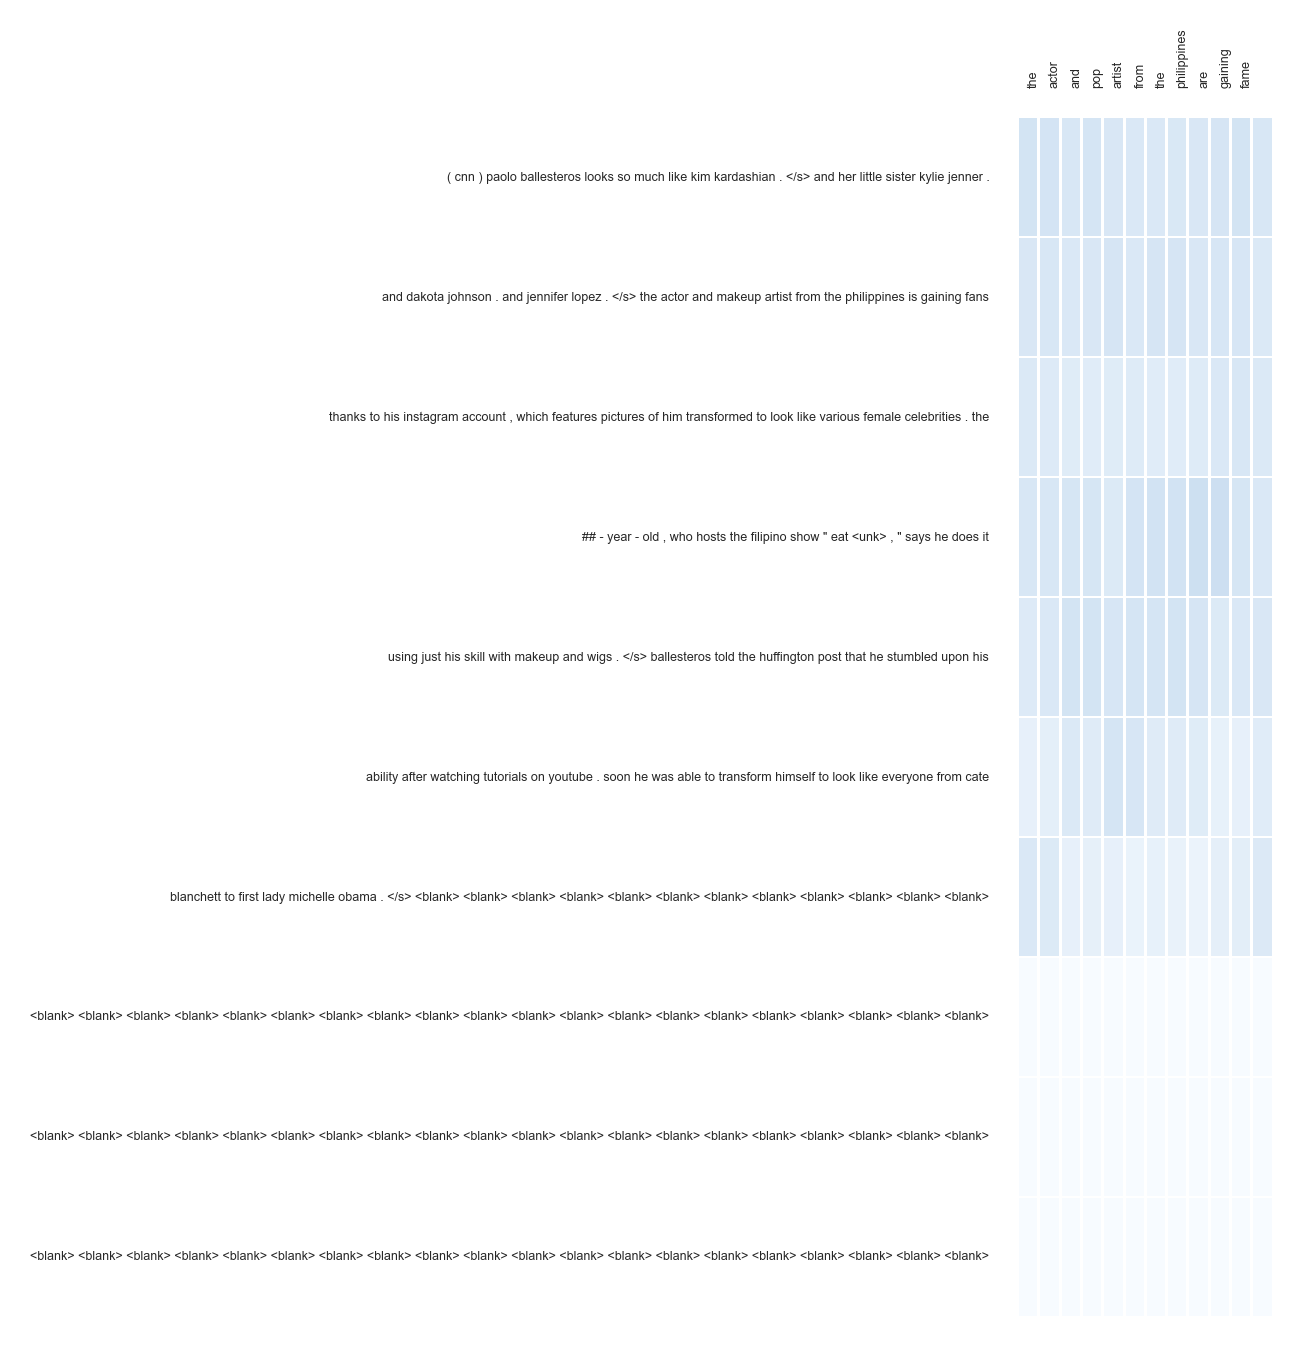 the
actor
and
pop
artist
from
the
philippines
are
gaining
fame
( cnn ) paolo ballesteros looks so much like kim kardashian . </s> and her little sister kylie jenner .
and dakota johnson . and jennifer lopez . </s> the actor and makeup artist from the philippines is gaining fans
thanks to his instagram account , which features pictures of him transformed to look like various female celebrities . the
## - year - old , who hosts the filipino show " eat <unk> , " says he does it
using just his skill with makeup and wigs . </s> ballesteros told the huffington post that he stumbled upon his
ability after watching tutorials on youtube . soon he was able to transform himself to look like everyone from cate
blanchett to first lady michelle obama . </s> <blank> <blank> <blank> <blank> <blank> <blank> <blank> <blank> <blank> <blank> <blank> <blank>
<blank> <blank> <blank> <blank> <blank> <blank> <blank> <blank> <blank> <blank> <blank> <blank> <blank> <blank> <blank> <blank> <blank> <blank> <blank> <blank>
<blank> <blank> <blank> <blank> <blank> <blank> <blank> <blank> <blank> <blank> <blank> <blank> <blank> <blank> <blank> <blank> <blank> <blank> <blank> <blank>
<blank> <blank> <blank> <blank> <blank> <blank> <blank> <blank> <blank> <blank> <blank> <blank> <blank> <blank> <blank> <blank> <blank> <blank> <blank> <blank>